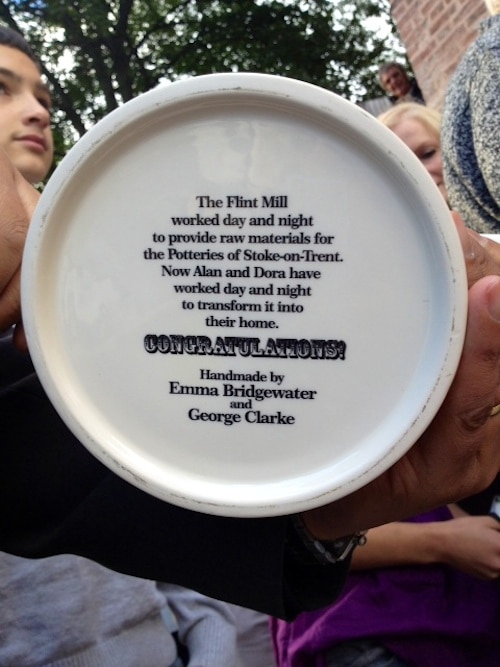 The Flint Mill
worked day and night
to provide raw materials for
the Potteries of Stoke-on-Trent.
Now Alan and Dora have
worked day and night
to transform it into
their home.
CONGRATULATIONS!
Handmade by
Emma Bridgewater
and
George Clarke